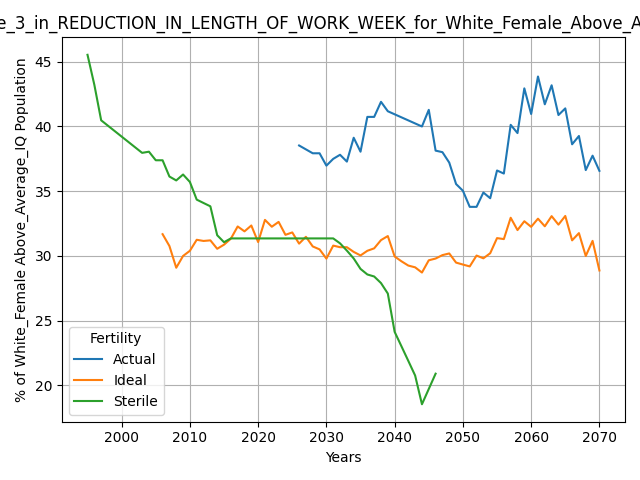 e_3_in_REDUCTION_IN_LENGTH_OF_WORK_WEEK_for_White_Female_Above_A
% of White_Female Above_Average_IQ Population
45
40
35
30
25
20
Fertility
Actual
Ideal
Sterile
2000 2010 2020 2030 2040 2050 2060 2070
Years